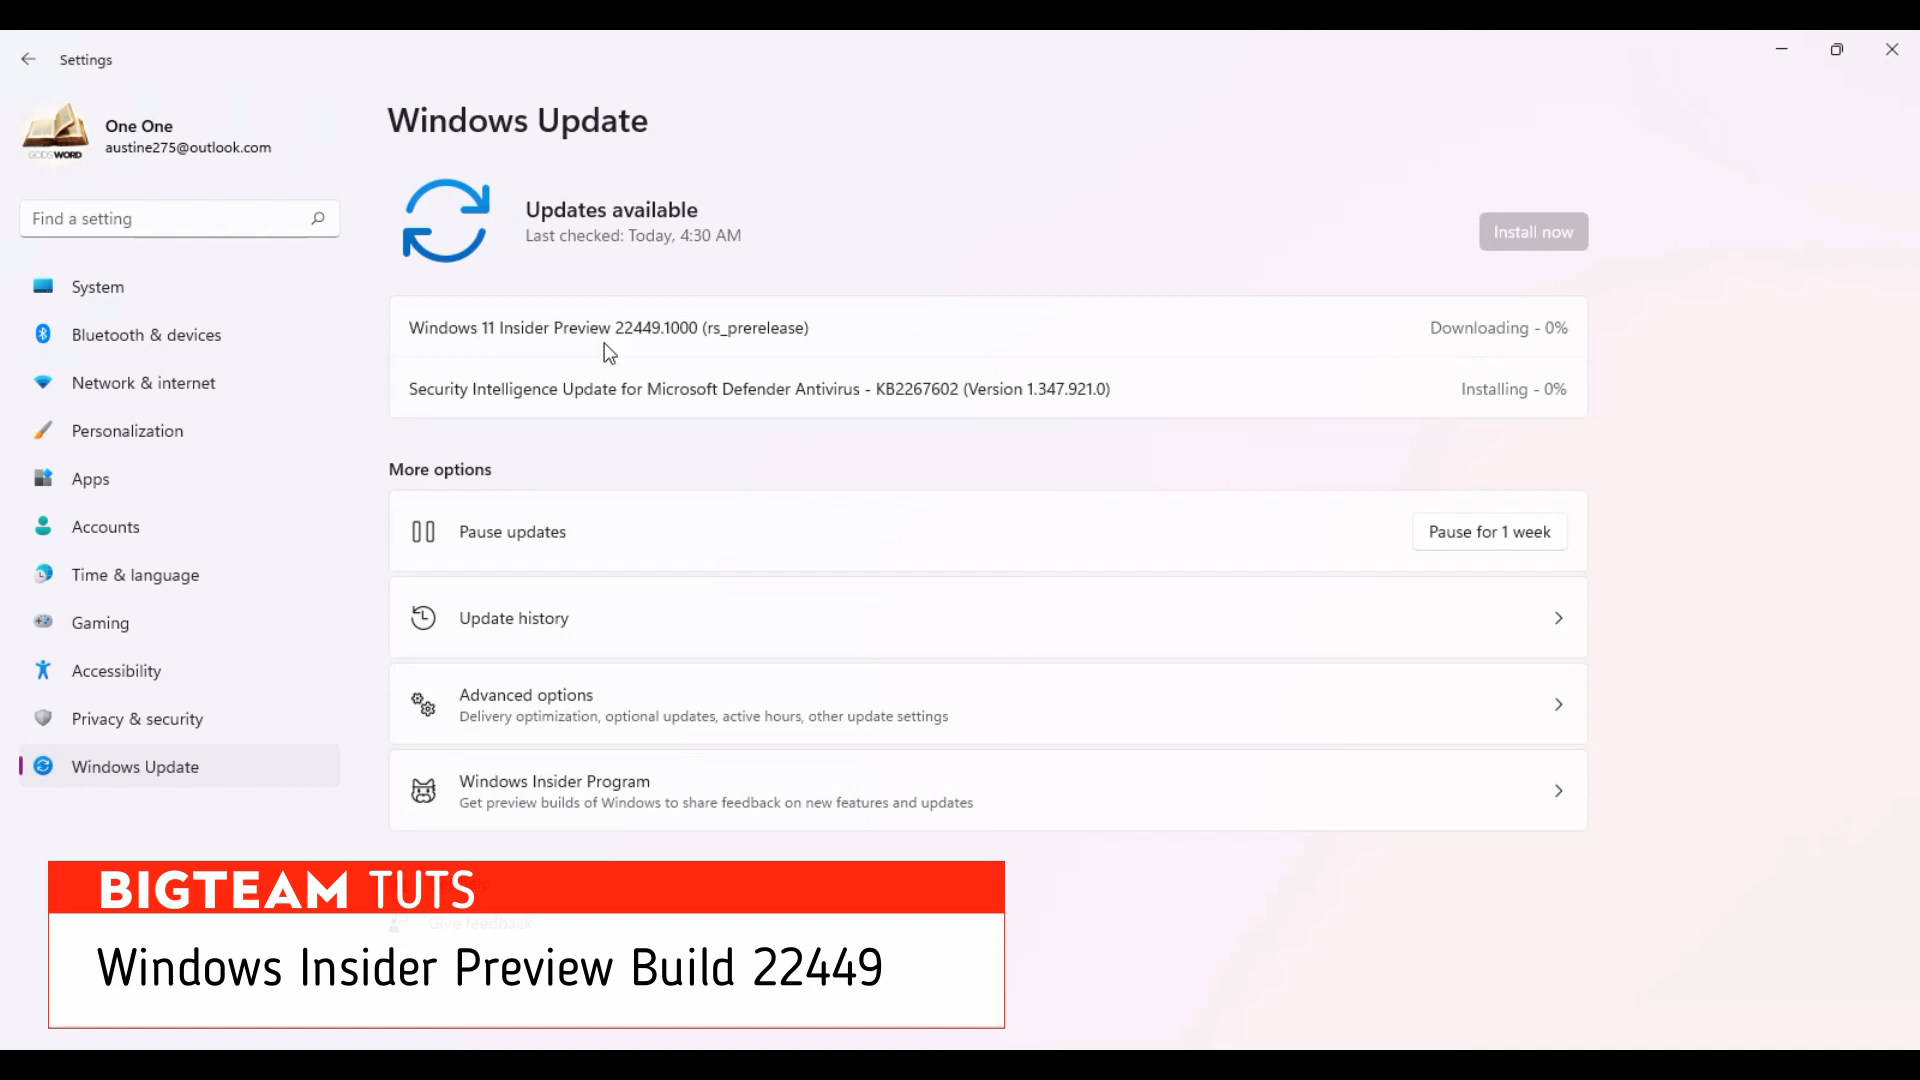 Settings
One One
austine275@outlook.com
GODS WORD
Find a setting
System
Bluetooth & devices
Network & internet
Personalization
Apps
Accounts
Time & language
Gaming
Accessibility
Privacy & security
Windows Update
Windows Update
Updates available
Last checked: Today, 4:30 AM
Install now
Windows 11 Insider Preview 22449.1000 (rs_prerelease)
Downloading - 0%
Security Intelligence Update for Microsoft Defender Antivirus - KB2267602 (Version 1.347.921.0)
Installing - 0%
More options
Pause updates
Pause for 1 week
Update history
Advanced options
Delivery optimization, optional updates, active hours, other update settings
Windows Insider Program
Get preview builds of Windows to share feedback on new features and updates
BIGTEAM TUTS
Give feedback
Windows Insider Preview Build 22449